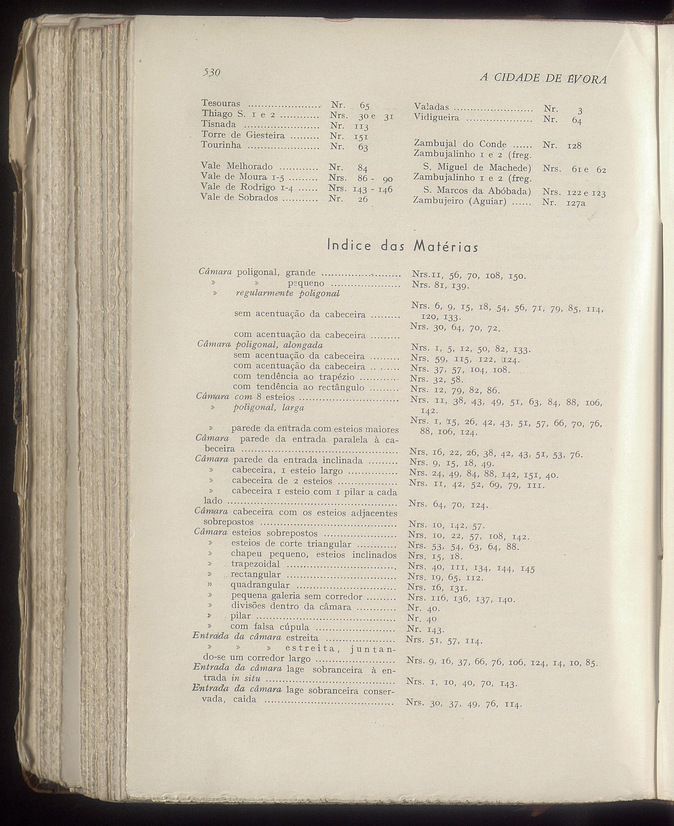 530
A CIDADE DE ÉVORA
Tesouras ........................ Nr. 65
Thiago S. 1 e 2 ............ Nrs. 30 e 31
Tisnada ........................ Nr. 113
Torre de Giesteira ......... Nr. 151
Tourinha ........................ Nr. 63
Vale Melhorado ............ Nr. 84
Vale de Moura 1-5 ......... Nrs. 86 - 90
Vale de Rodrigo 1-4 ...... Nrs. 143 - 146
Vale de Sobrados ........... Nr. 26
Valadas ........................ Nr. 3
Vidigueira .................... Nr. 64
Zambujal do Conde ...... Nr. 128
Zambujalinho 1 e 2 (freg.
S. Miguel de Machede) Nrs. 61 e 62
Zambujalinho 1 e 2 (freg.
S. Marcos da Abóbada) Nrs. 122 e 123
Zambujeiro (Aguiar) ...... Nr. 127a
Indice das Matérias
Câmara poligonal, grande ........................ Nrs. 11, 56, 70, 108, 150.
» » pequeno ..................... Nrs. 81, 139.
» regularmente poligonal
sem acentuação da cabeceira ......... Nrs. 6, 9, 15, 18, 54, 56, 71, 79, 85, 114,
120, 133.
com acentuação da cabeceira ......... Nrs. 30, 64, 70, 72.
Câmara poligonal, alongada Nrs. 1, 5, 12, 50, 82, 133.
sem acentuação da cabeceira ......... Nrs. 59, 115, 122, 124.
com acentuação da cabeceira ......... Nrs. 37, 57, 104, 108.
com tendência ao trapézio ............ Nrs. 32, 58.
com tendência ao rectângulo ......... Nrs. 12, 79, 82, 86.
Câmara com 8 esteios .............................. Nrs. 11, 38, 43, 49, 51, 63, 84, 88, 106,
» poligonal, larga 142.
» parede da entrada com esteios maiores Nrs. 1, 15, 26, 42, 43, 51, 57, 66, 70, 76,
88, 106, 124.
Câmara parede da entrada paralela à ca-
beceira ................................................ Nrs. 16, 22, 26, 38, 42, 43, 51, 53, 76.
Câmara parede da entrada inclinada ......... Nrs. 9, 15, 18, 49.
» cabeceira, 1 esteio largo ............... Nrs. 24, 49, 84, 88, 142, 151, 40.
» cabeceira de 2 esteios .................. Nrs. 11, 42, 52, 69, 79, 111.
» cabeceira 1 esteio com 1 pilar a cada
lado .................................................... Nrs. 64, 70, 124.
Câmara cabeceira com os esteios adjacentes
sobrepostos .......................................... Nrs. 10, 142, 57.
Câmara esteios sobrepostos ...................... Nrs. 10, 22, 57, 108, 142.
» esteios de corte triangular ............ Nrs. 53, 54, 63, 64, 88.
» chapeu pequeno, esteios inclinados Nrs. 15, 18.
» trapezoidal ................................. Nrs. 40, 111, 134, 144, 145
» rectangular ................................. Nrs. 19, 65, 112.
» quadrangular .............................. Nrs. 16, 131.
» pequena galeria sem corredor ......... Nrs. 116, 136, 137, 140.
» divisões dentro da câmara ............ Nr. 40.
» pilar .......................................... Nr. 40
» com falsa cúpula ........................ Nr. 143.
Entrada da câmara estreita ..................... Nrs. 51, 57, 114.
» » » estreita, juntan-
do-se um corredor largo ........................ Nrs. 9, 16, 37, 66, 76, 106, 124, 14, 10, 85.
Entrada da câmara lage sobranceira à en-
trada in situ ....................................... Nrs. 1, 10, 40, 70, 143.
Entrada da câmara lage sobranceira conser-
vada, caida ....................................... Nrs. 30, 37, 49, 76, 114.